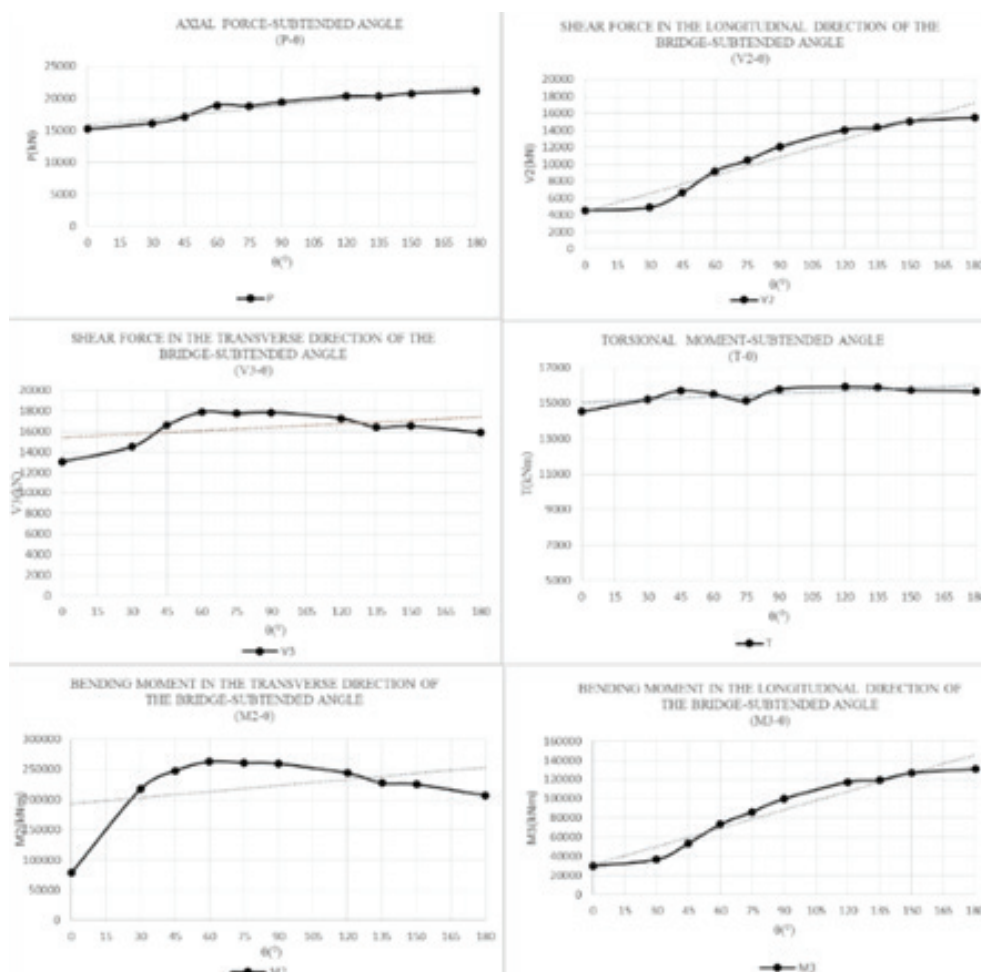 AXIAL FORCE-SUBTENDED ANGLE
(P-θ)
25000
20000
15000
10000
5000
0
P(kN)
0 15 30 45 60 75 90 105 120 135 150 165 180
θ(°)
P
SHEAR FORCE IN THE LONGITUDINAL DIRECTION OF THE
BRIDGE-SUBTENDED ANGLE
(V2-θ)
20000
18000
16000
14000
12000
10000
8000
6000
4000
2000
0
V2(kN)
0 15 30 45 60 75 90 105 120 135 150 165 180
θ(°)
V2
SHEAR FORCE IN THE TRANSVERSE DIRECTION OF THE
BRIDGE-SUBTENDED ANGLE
(V3-θ)
20000
18000
16000
14000
12000
10000
8000
6000
4000
2000
0
V3(kN)
0 15 30 45 60 75 90 105 120 135 150 165 180
θ(°)
V3
TORSIONAL MOMENT-SUBTENDED ANGLE
(T-θ)
17000
15000
13000
11000
9000
7000
5000
T(kNm)
0 15 30 45 60 75 90 105 120 135 150 165 180
θ(°)
T
BENDING MOMENT IN THE TRANSVERSE DIRECTION OF
THE BRIDGE-SUBTENDED ANGLE
(M2-θ)
300000
250000
200000
150000
100000
50000
0
M2(kNm)
0 15 30 45 60 75 90 105 120 135 150 165 180
θ(°)
M2
BENDING MOMENT IN THE LONGITUDINAL DIRECTION OF
THE BRIDGE-SUBTENDED ANGLE
(M3-θ)
160000
140000
120000
100000
80000
60000
40000
20000
0
M3(kNm)
0 15 30 45 60 75 90 105 120 135 150 165 180
θ(°)
M3